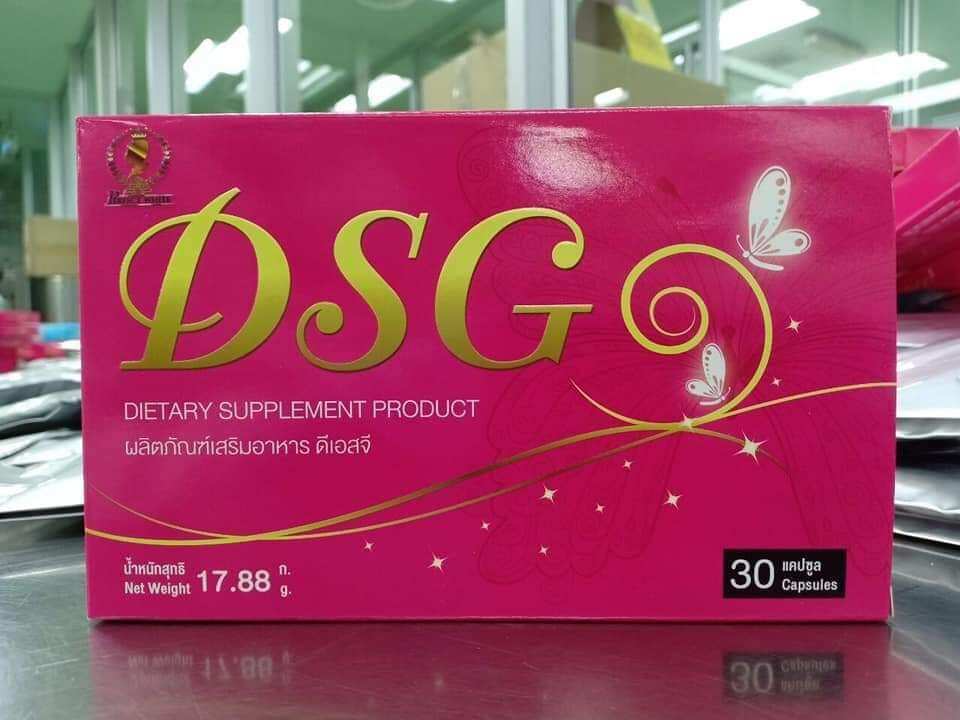 DSG
DIETARY SUPPLEMENT PRODUCT
ผลิตภัณฑ์เสริมอาหาร ดีเอสจี
น้ำหนักสุทธิ 17.88 ก.
Net Weight g.
30 แคปซูล
Capsules